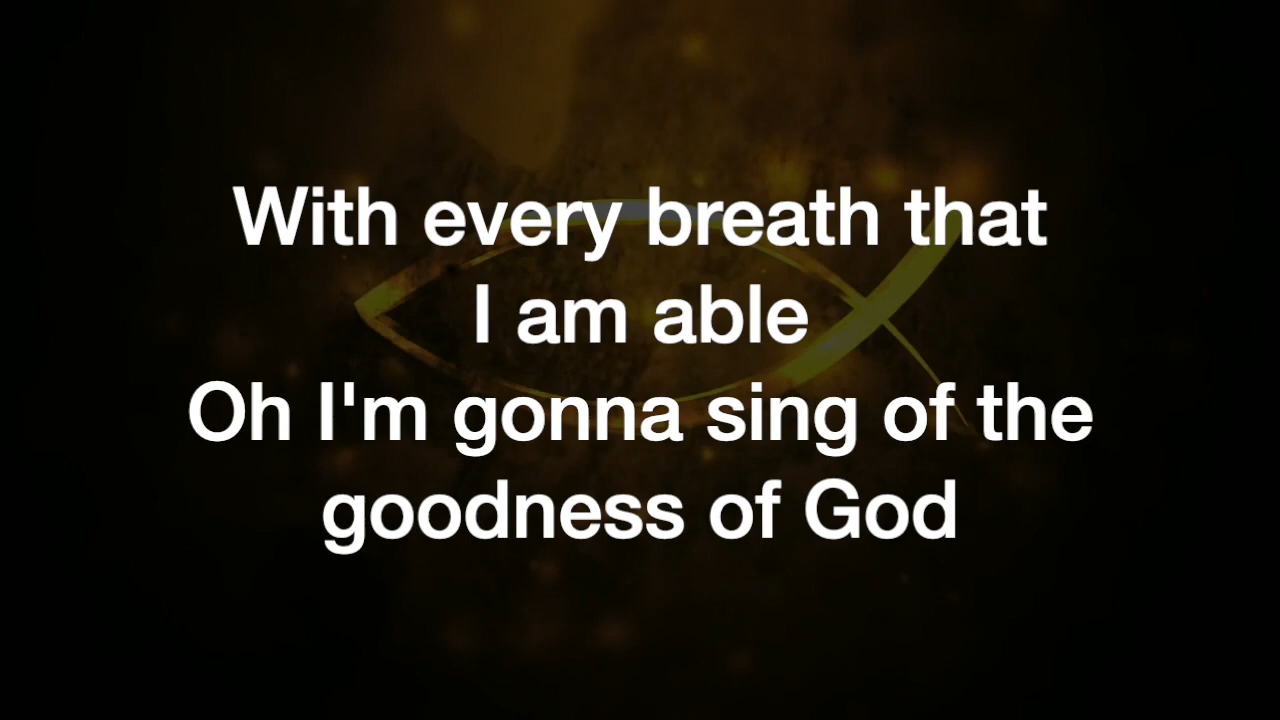 With every breath that
I am able
Oh I'm gonna sing of the
goodness of God